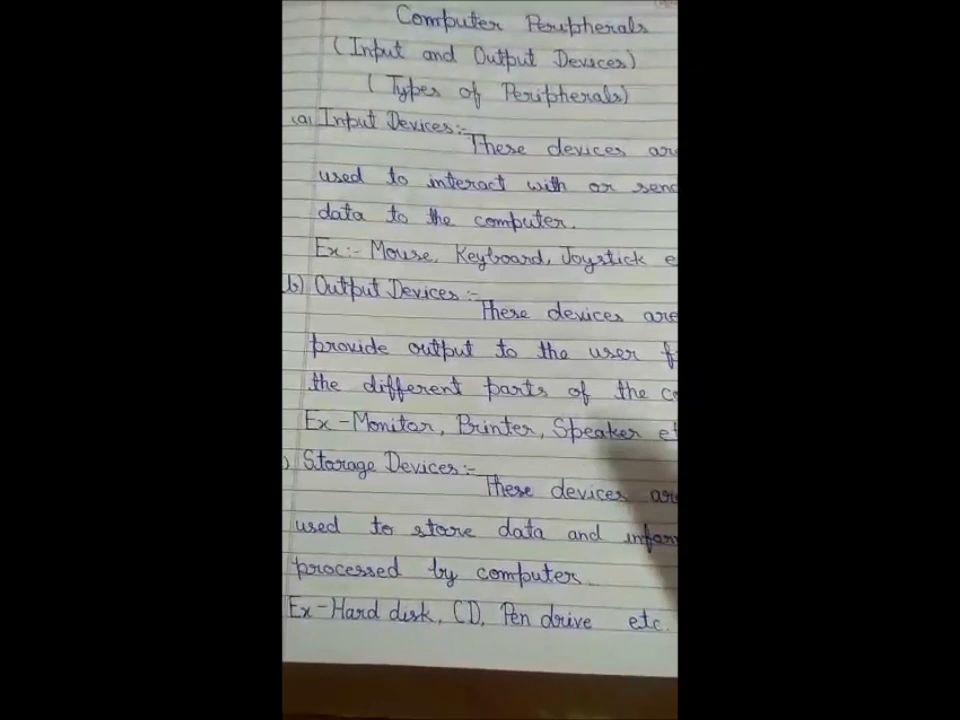 Computer Peripherals
(Input and Output Devices)
(Types of Peripherals)
(a) Input Devices:-
These devices are
used to interact with or send
data to the computer.
Ex:- Mouse, Keyboard, Joystick e
b) Output Devices:-
These devices are
provide output to the user f
the different parts of the co
Ex-Monitor, Printer, Speaker et
) Storage Devices:-
These devices are
used to store data and inform
processed by computer.
Ex-Hard disk, CD, Pen drive etc.